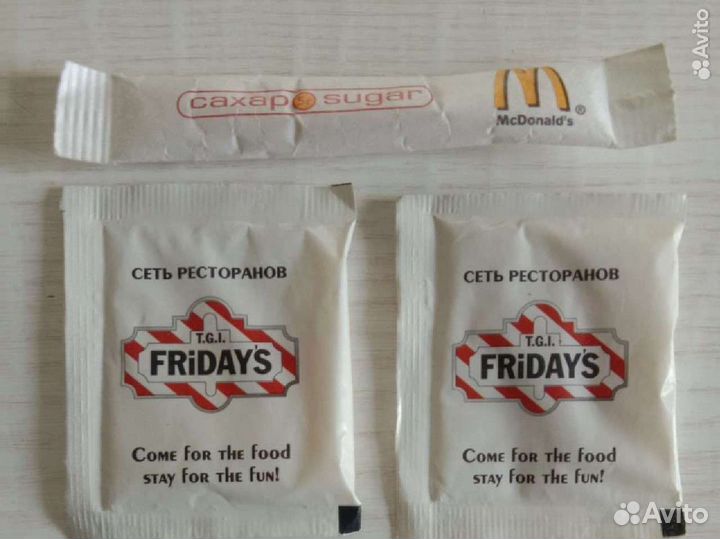 Avito
сахар sugar
McDonald's®
СЕТЬ РЕСТОРАНОВ
T.G.I.
FRiDAY'S
COME FOR THE FOOD
STAY FOR THE FUN!
СЕТЬ РЕСТОРАНОВ
T.G.I.
FRiDAY'S
COME FOR THE FOOD
STAY FOR THE FUN!
Avito